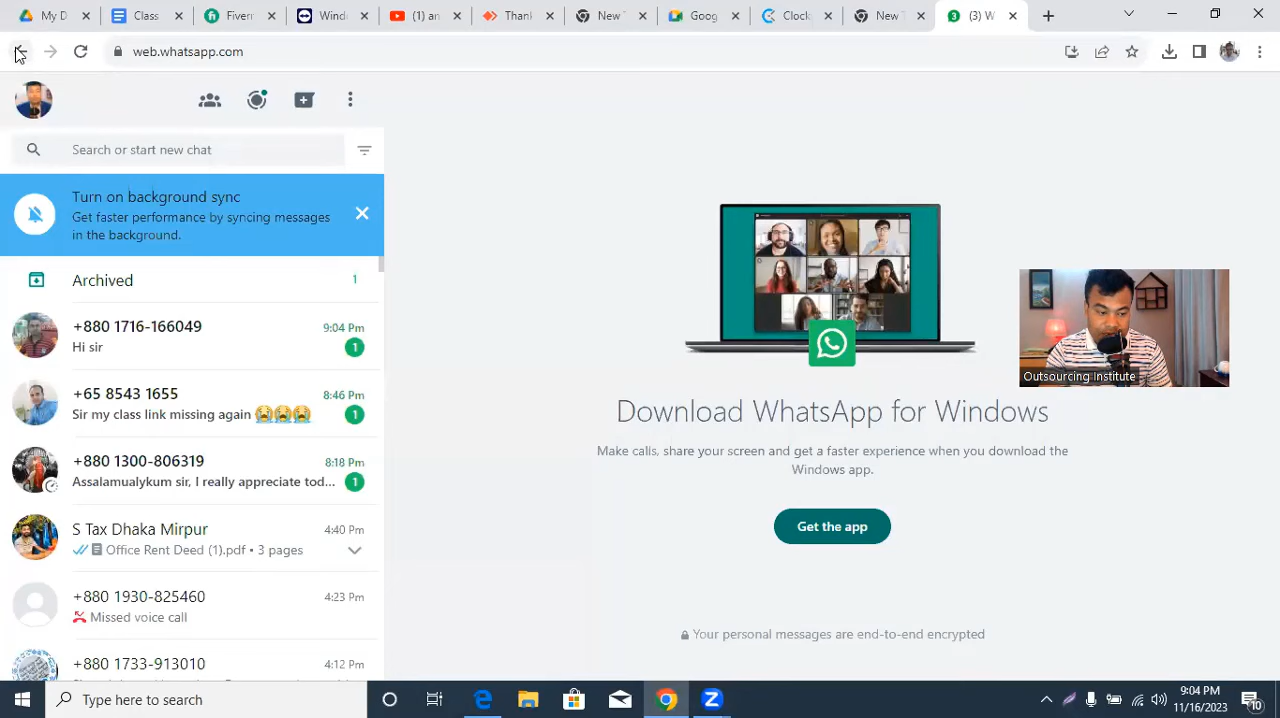 My D
Class
Fiverr
Windo
(1) an
Thank
New T
Goog
Clock
New T
(3) W
web.whatsapp.com
Search or start new chat
Turn on background sync
Get faster performance by syncing messages
in the background.
Archived 1
+880 1716-166049 9:04 Pm
Hi sir 1
+65 8543 1655 8:46 Pm
Sir my class link missing again 😭😭😭 1
+880 1300-806319 8:18 Pm
Assalamualykum sir, I really appreciate tod... 1
S Tax Dhaka Mirpur 4:40 Pm
Office Rent Deed (1).pdf • 3 pages
+880 1930-825460 4:23 Pm
Missed voice call
+880 1733-913010 4:12 Pm
Outsourcing Institute
Download WhatsApp for Windows
Make calls, share your screen and get a faster experience when you download the
Windows app.
Get the app
Your personal messages are end-to-end encrypted
Type here to search
9:04 PM
11/16/2023
10